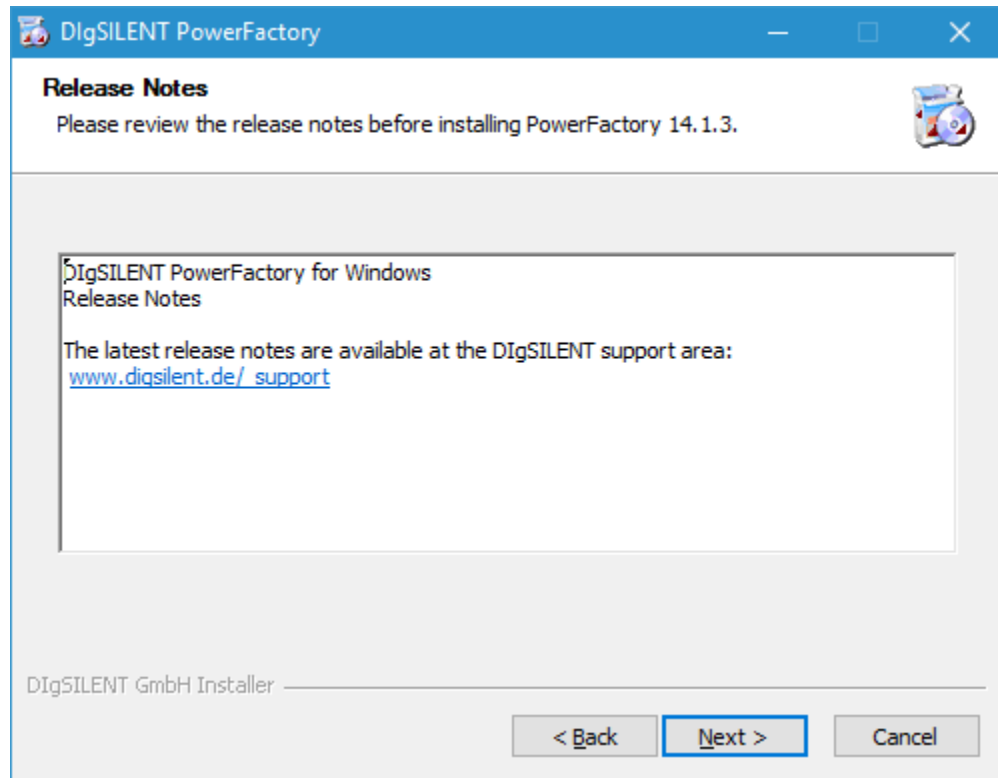 DIgSILENT PowerFactory
Release Notes
Please review the release notes before installing PowerFactory 14.1.3.
DIgSILENT PowerFactory for Windows
Release Notes
The latest release notes are available at the DIgSILENT support area:
www.digsilent.de/_support
DIgSILENT GmbH Installer
< Back
Next >
Cancel